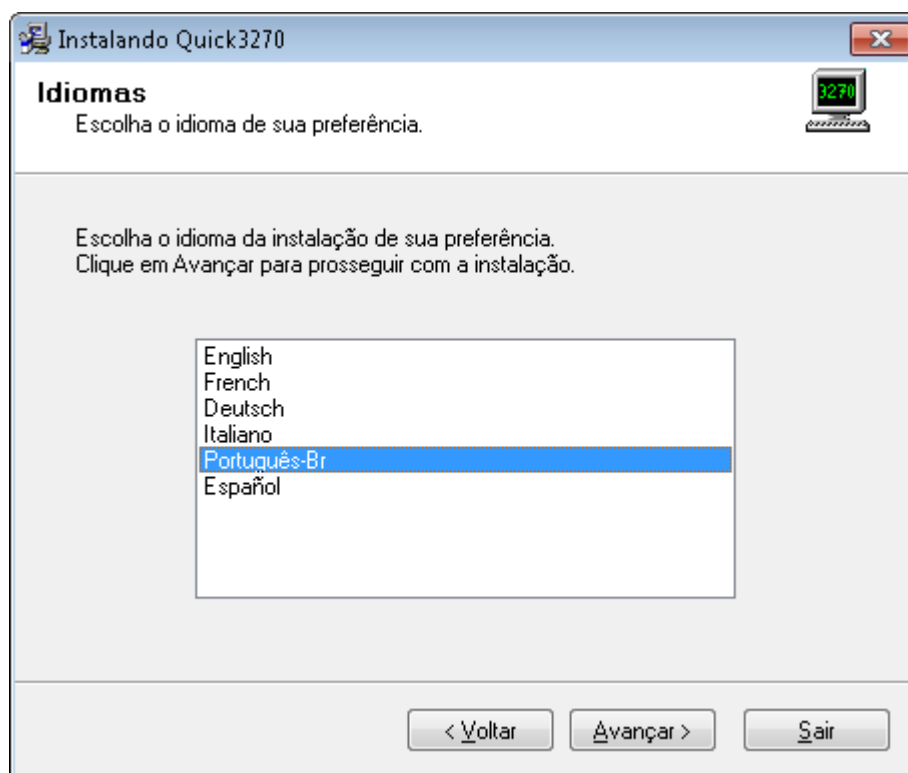 Instalando Quick3270
Idiomas
Escolha o idioma de sua preferência.
3270
Escolha o idioma da instalação de sua preferência.
Clique em Avançar para prosseguir com a instalação.
English
French
Deutsch
Italiano
Português-Br
Español
< Voltar
Avançar >
Sair